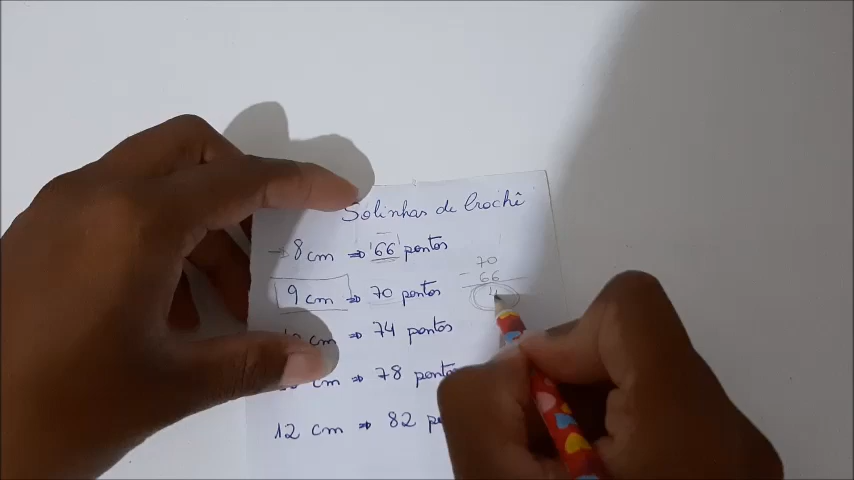 Solinhas de Crochê
→ 8 cm ⇒ 66 pontos
9 cm ⇒ 70 pontos
cm ⇒ 74 pontos
cm ⇒ 78 pontos
12 cm ⇒ 82
70
- 66
4